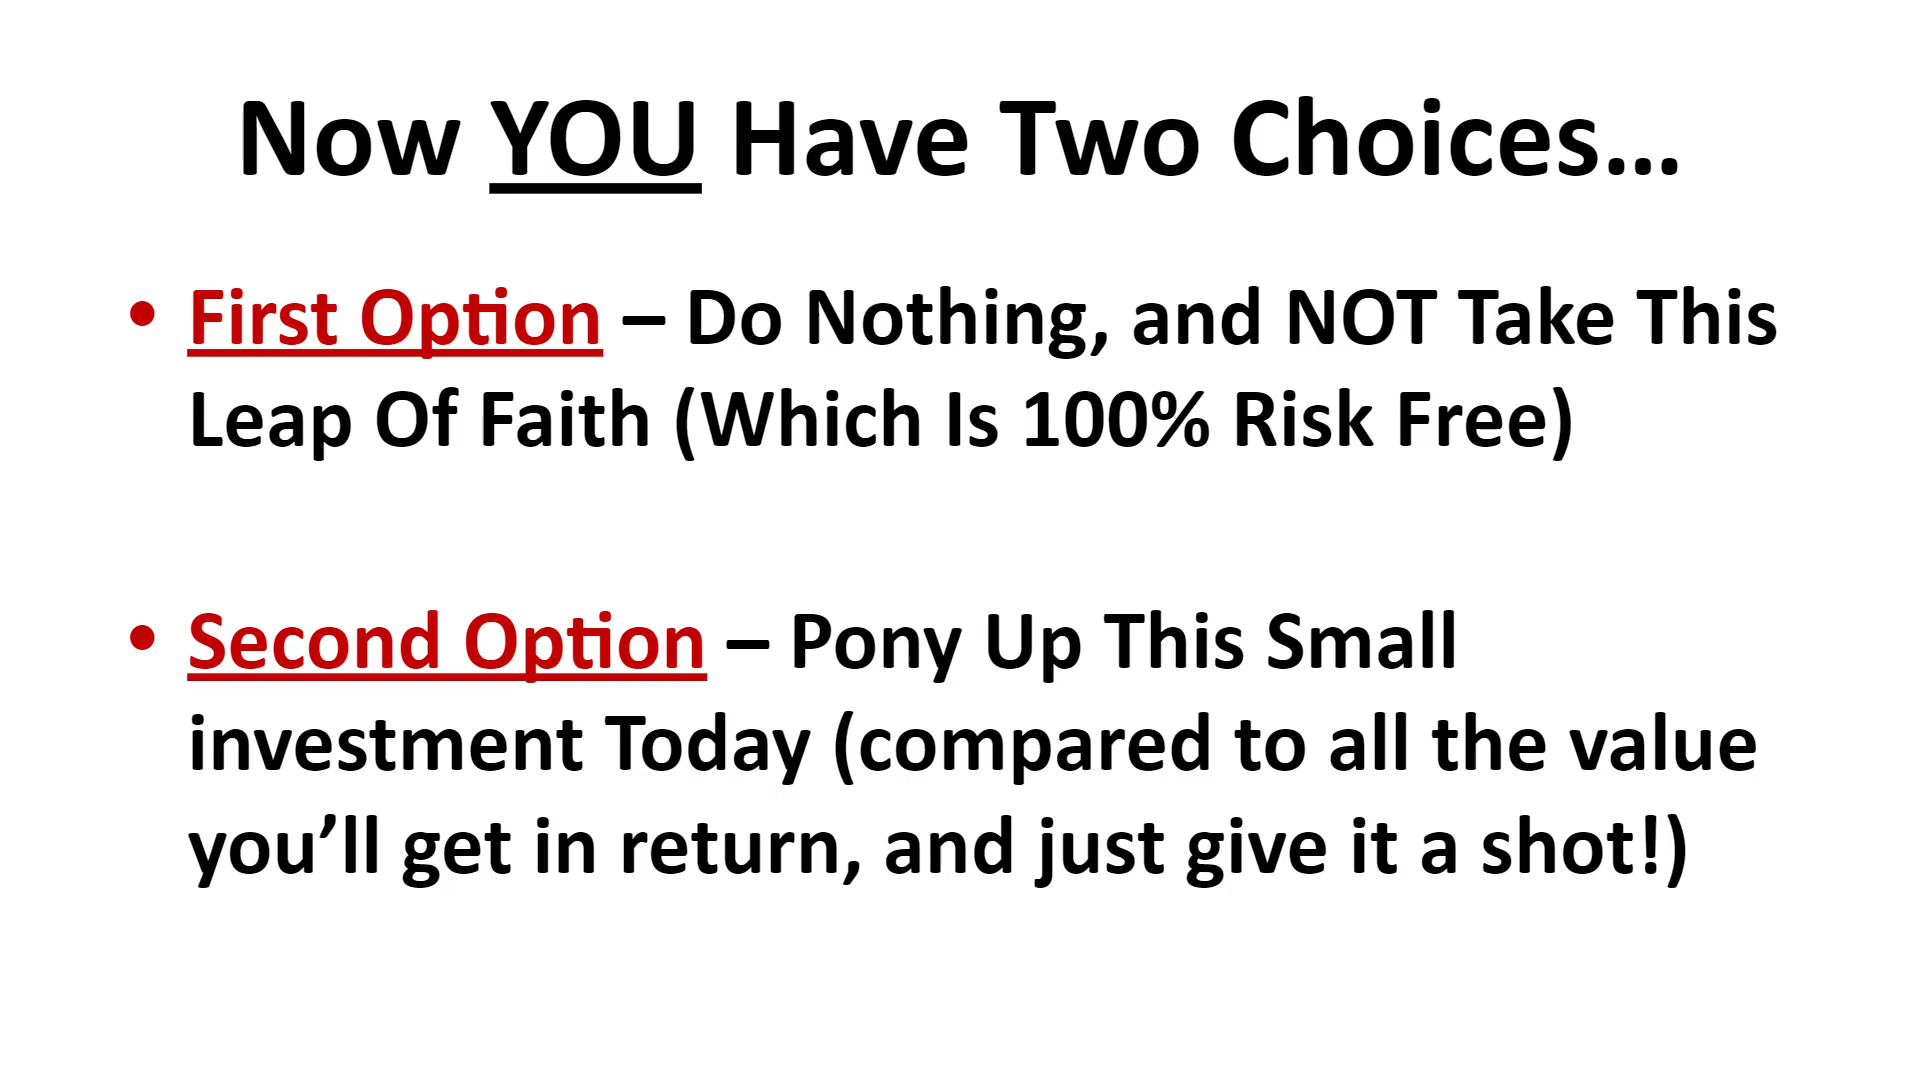 Now YOU Have Two Choices…
• First Option – Do Nothing, and NOT Take This
Leap Of Faith (Which Is 100% Risk Free)
• Second Option – Pony Up This Small
investment Today (compared to all the value
you’ll get in return, and just give it a shot!)